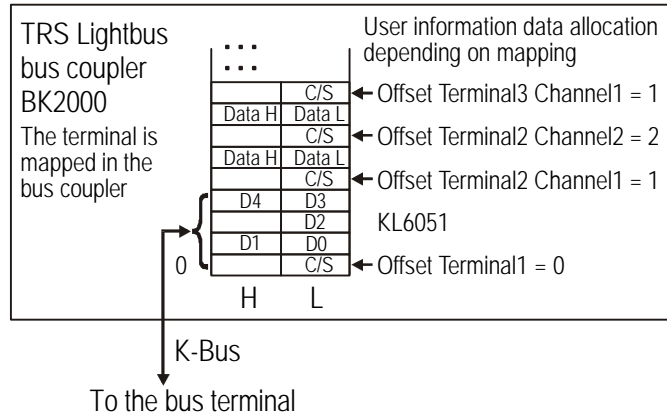 TRS Lightbus
bus coupler
BK2000
The terminal is
mapped in the
bus coupler
User information data allocation
depending on mapping
C/S Offset Terminal3 Channel1 = 1
Data H Data L
C/S Offset Terminal2 Channel2 = 2
Data H Data L
C/S Offset Terminal2 Channel1 = 1
D4 D3
D2 KL6051
D1 D0
0 C/S Offset Terminal1 = 0
H L
K-Bus
To the bus terminal